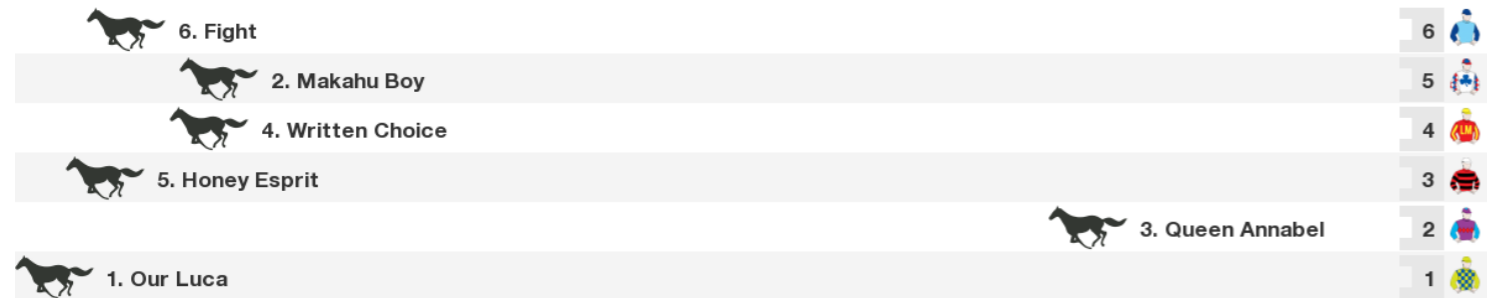 6. Fight 6
2. Makahu Boy 5
4. Written Choice 4 LM
5. Honey Esprit 3
3. Queen Annabel 2
1. Our Luca 1